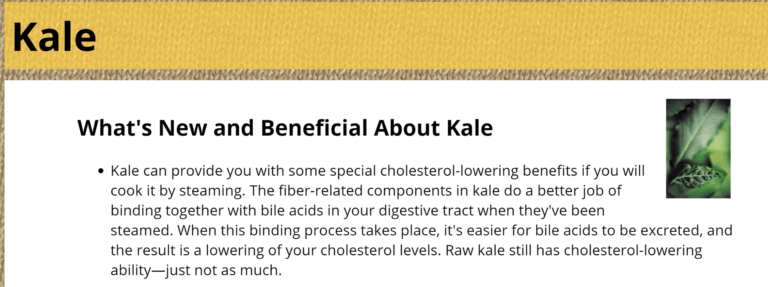 Kale
What's New and Beneficial About Kale
• Kale can provide you with some special cholesterol-lowering benefits if you will
cook it by steaming. The fiber-related components in kale do a better job of
binding together with bile acids in your digestive tract when they've been
steamed. When this binding process takes place, it's easier for bile acids to be excreted, and
the result is a lowering of your cholesterol levels. Raw kale still has cholesterol-lowering
ability—just not as much.